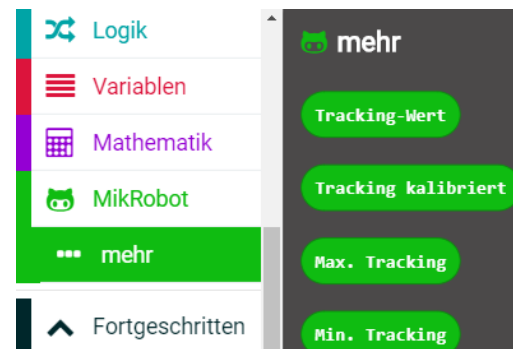 Logik
Variablen
Mathematik
MikRobot
mehr
Fortgeschritten
mehr
Tracking-Wert
Tracking kalibriert
Max. Tracking
Min. Tracking